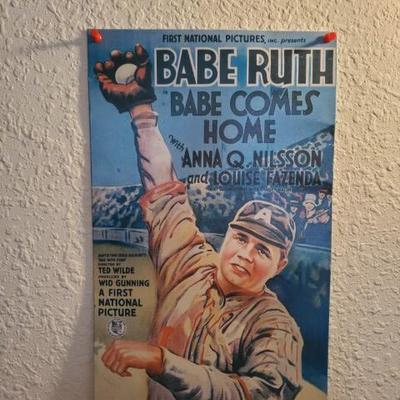 FIRST NATIONAL PICTURES, INC. presents
BABE RUTH
in
BABE COMES
HOME
with
ANNA Q. NILSSON
and LOUISE FAZENDA
A
DIRECTED BY
TED WILDE
PRODUCED BY
WID GUNNING
A FIRST
NATIONAL
PICTURE